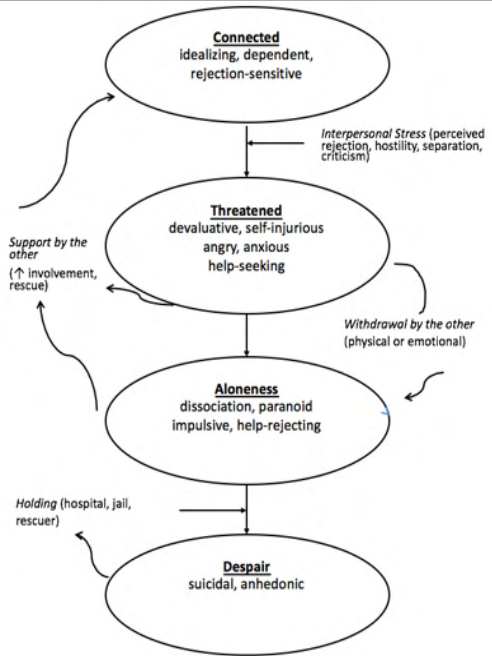 Connected
idealizing, dependent,
rejection-sensitive
Interpersonal Stress (perceived
rejection, hostility, separation,
criticism)
Threatened
devaluative, self-injurious
angry, anxious
help-seeking
Support by the
other
(↑ involvement,
rescue)
Withdrawal by the other
(physical or emotional)
Aloneness
dissociation, paranoid
impulsive, help-rejecting
Holding (hospital, jail,
rescuer)
Despair
suicidal, anhedonic